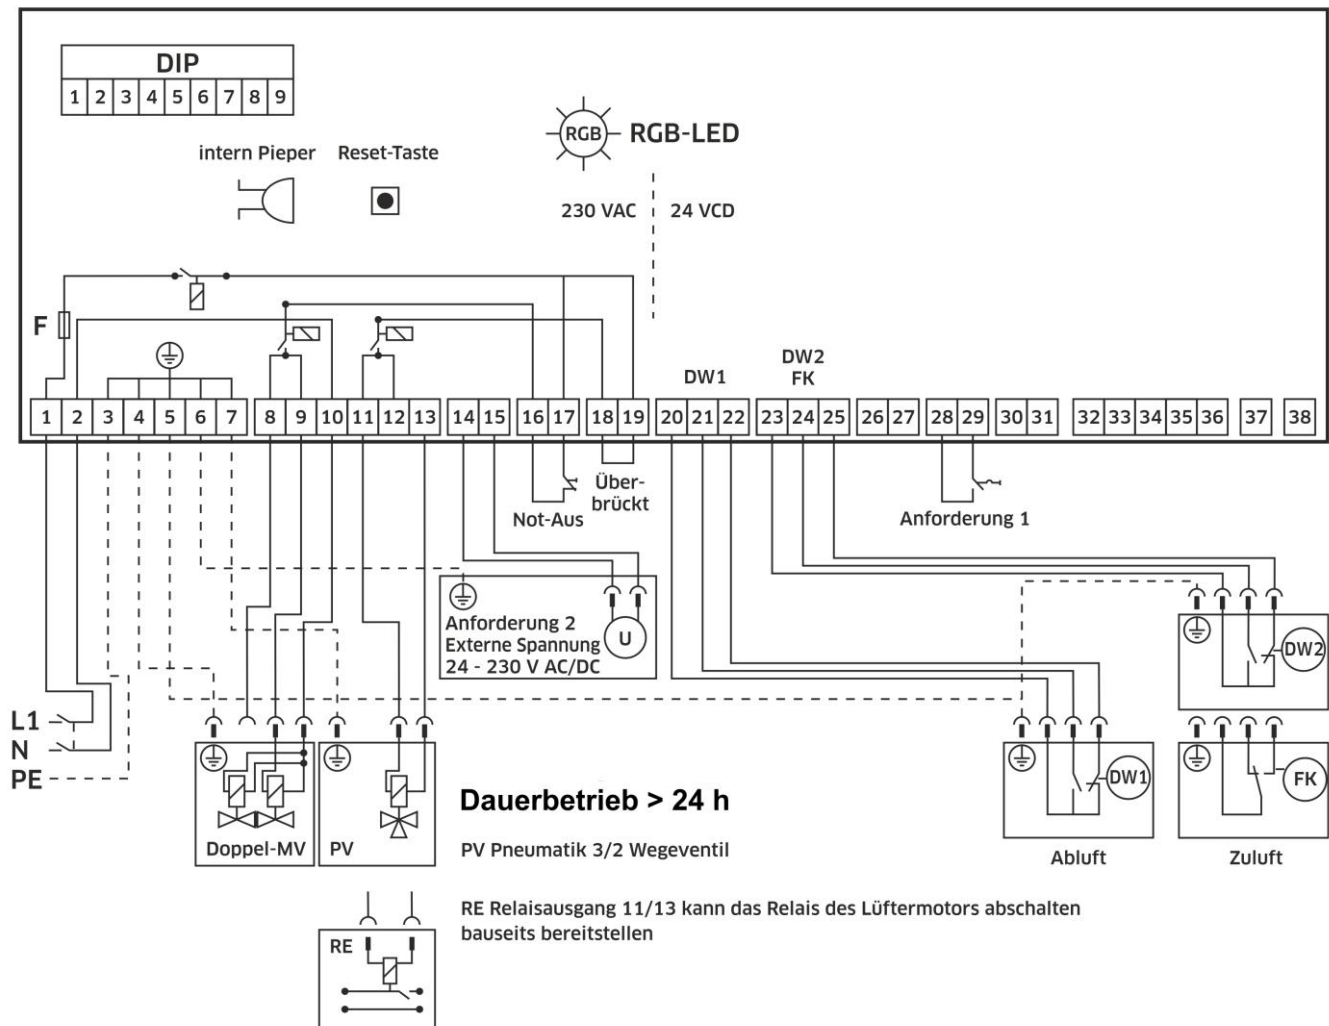 DIP
1 2 3 4 5 6 7 8 9
RGB RGB-LED
intern Pieper Reset-Taste
230 VAC 24 VCD
F
DW1
DW2
FK
1 2 3 4 5 6 7 8 9 10 11 12 13 14 15 16 17 18 19 20 21 22 23 24 25 26 27 28 29 30 31 32 33 34 35 36 37 38
Not-Aus
Über-
brückt
Anforderung 1
Anforderung 2
Externe Spannung
24 - 230 V AC/DC
U
DW2
L1
N
PE
Doppel-MV
PV
DW1
FK
Abluft
Zuluft
Dauerbetrieb > 24 h
PV Pneumatik 3/2 Wegeventil
RE Relaisausgang 11/13 kann das Relais des Lüftermotors abschalten
bauseits bereitstellen
RE